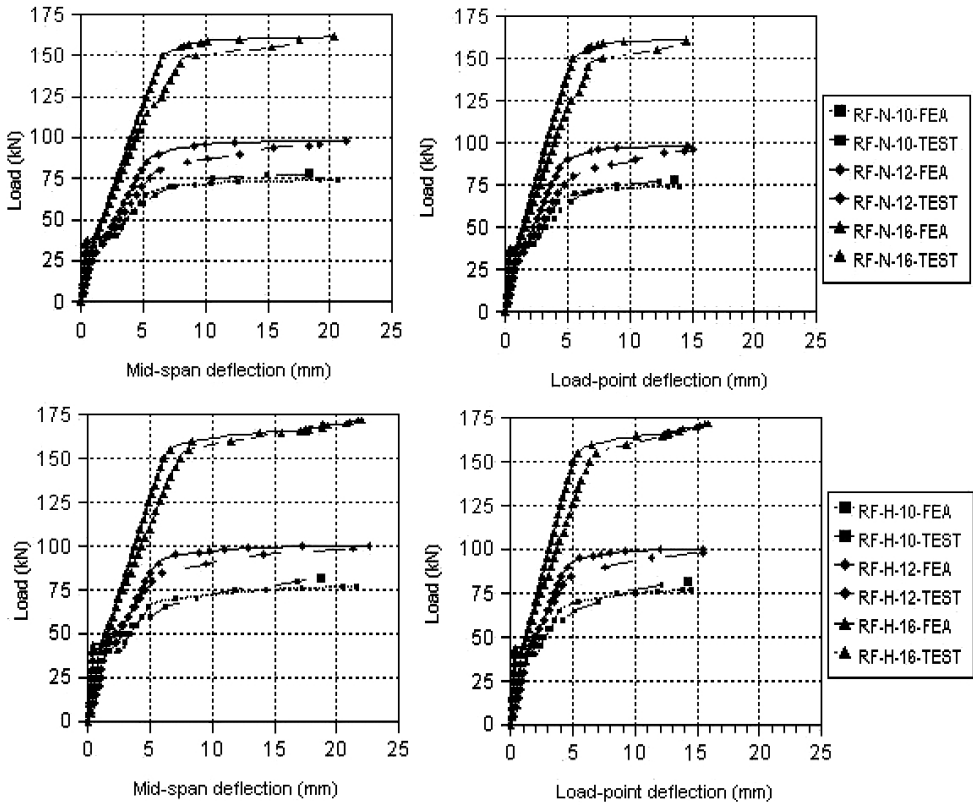 Load (kN)
175
150
125
100
75
50
25
0
0 5 10 15 20 25
Mid-span deflection (mm)
Load (kN)
175
150
125
100
75
50
25
0
0 5 10 15 20 25
Load-point deflection (mm)
RF-N-10-FEA
RF-N-10-TEST
RF-N-12-FEA
RF-N-12-TEST
RF-N-16-FEA
RF-N-16-TEST
Load (kN)
175
150
125
100
75
50
25
0
0 5 10 15 20 25
Mid-span deflection (mm)
Load (kN)
175
150
125
100
75
50
25
0
0 5 10 15 20 25
Load-point deflection (mm)
RF-H-10-FEA
RF-H-10-TEST
RF-H-12-FEA
RF-H-12-TEST
RF-H-16-FEA
RF-H-16-TEST